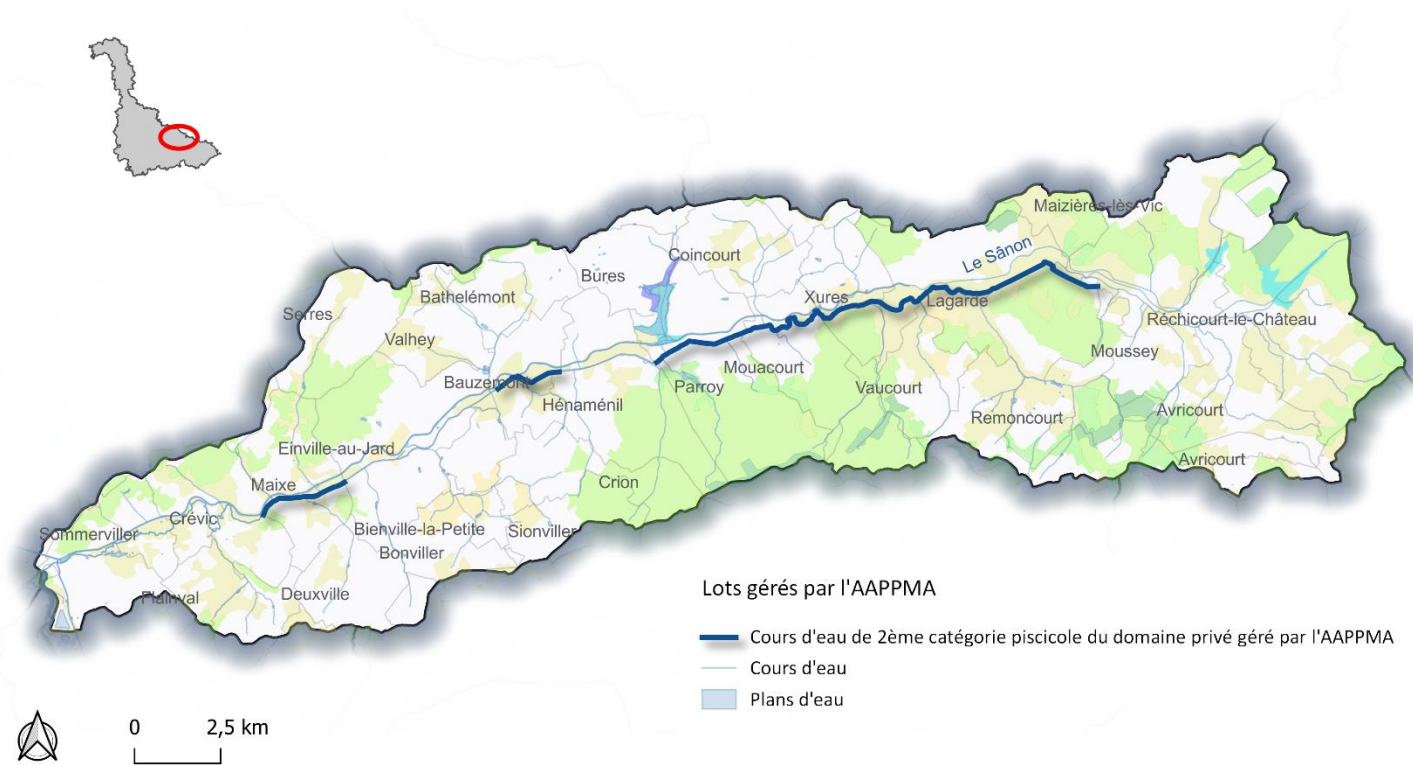 Maizières-lès-Vic
Le Sânon
Coincourt
Bures
Xures
Lagarde
Bathelémont
Serres
Réchicourt-le-Château
Valhey
Moussey
Mouacourt
Bauzemont
Parroy
Vaucourt
Hénaménil
Avricourt
Remoncourt
Einville-au-Jard
Avricourt
Crion
Maixe
Crévic
Bienville-la-Petite
Sionviller
Sommerviller
Bonviller
Deuxville
Flainval
Lots gérés par l'AAPPMA
Cours d'eau de 2ème catégorie piscicole du domaine privé géré par l'AAPPMA
Cours d'eau
Plans d'eau
0 2,5 km